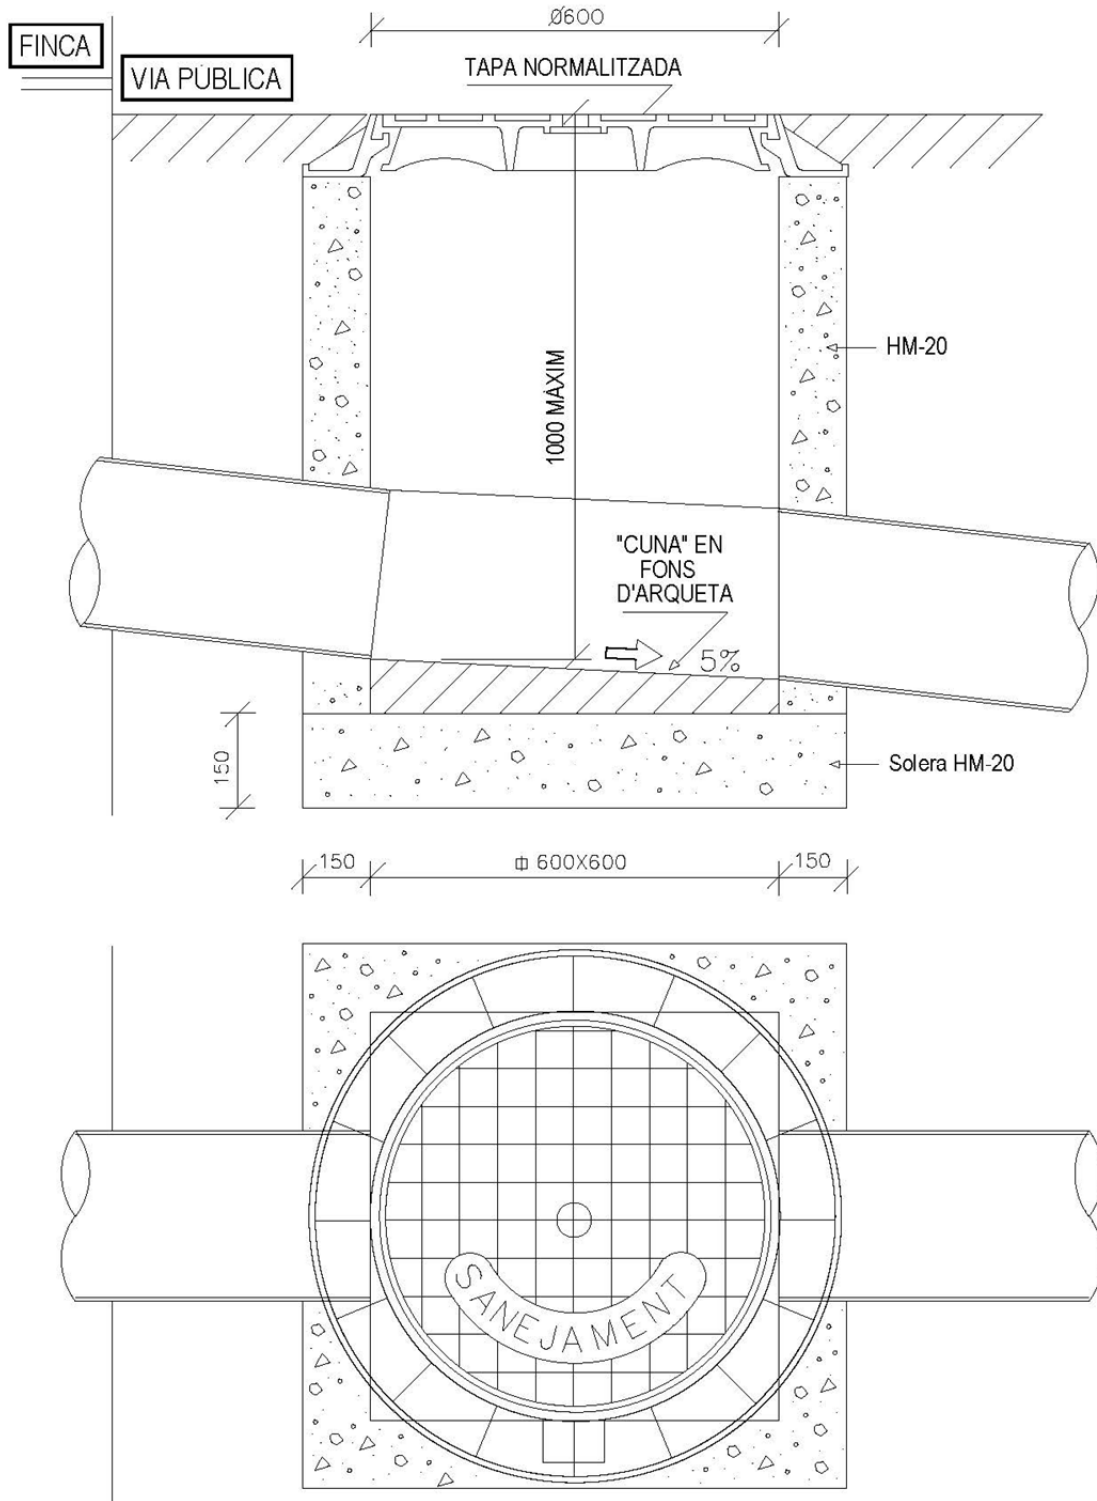 Ø600
FINCA
VIA PÚBLICA
TAPA NORMALITZADA
HM-20
1000 MÀXIM
"CUNA" EN
FONS
D'ARQUETA
5%
150
Solera HM-20
150
600X600
150
SANEJAMENT